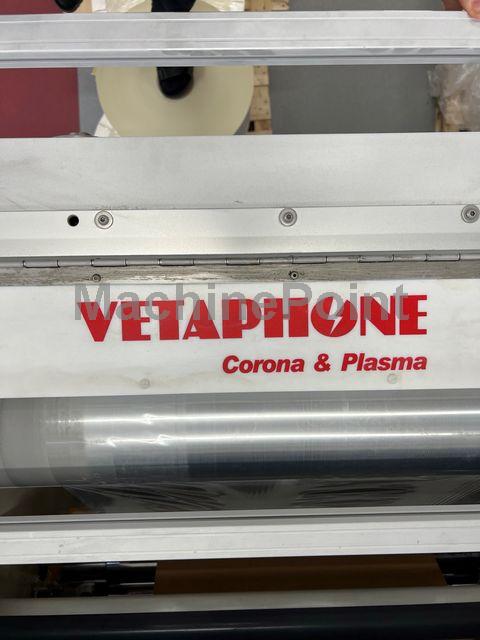 VETAPHONE
MachinePoint
Corona & Plasma